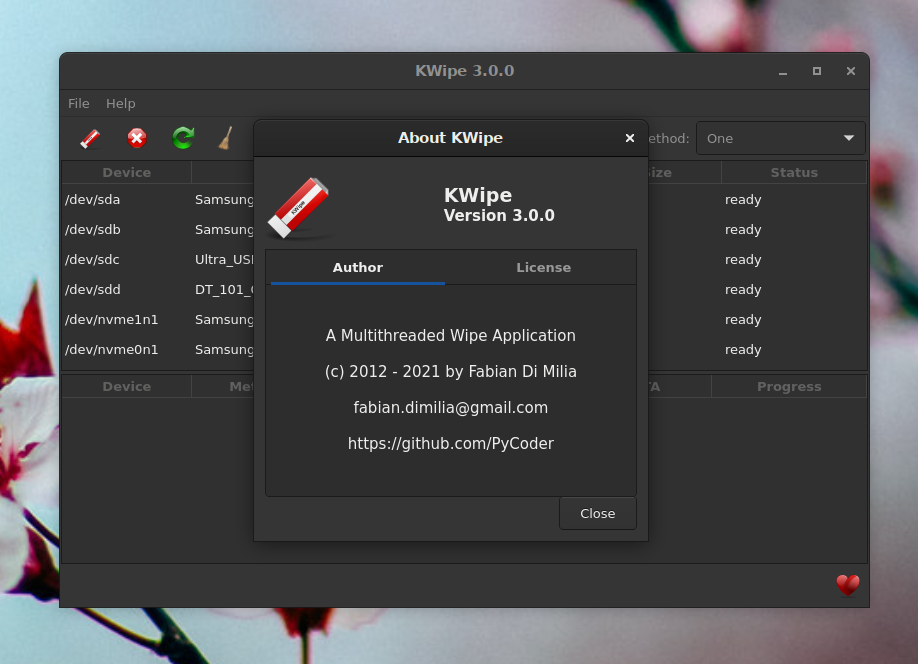 KWipe 3.0.0
File Help
About KWipe
ethod: One
KWipe
KWipe
Version 3.0.0
Author License
A Multithreaded Wipe Application
(c) 2012 - 2021 by Fabian Di Milia
fabian.dimilia@gmail.com
https://github.com/PyCoder
Close
Device ize Status
/dev/sda Samsung ready
/dev/sdb Samsung ready
/dev/sdc Ultra_USI ready
/dev/sdd DT_101_ ready
/dev/nvme1n1 Samsung ready
/dev/nvme0n1 Samsung ready
Device Met TA Progress